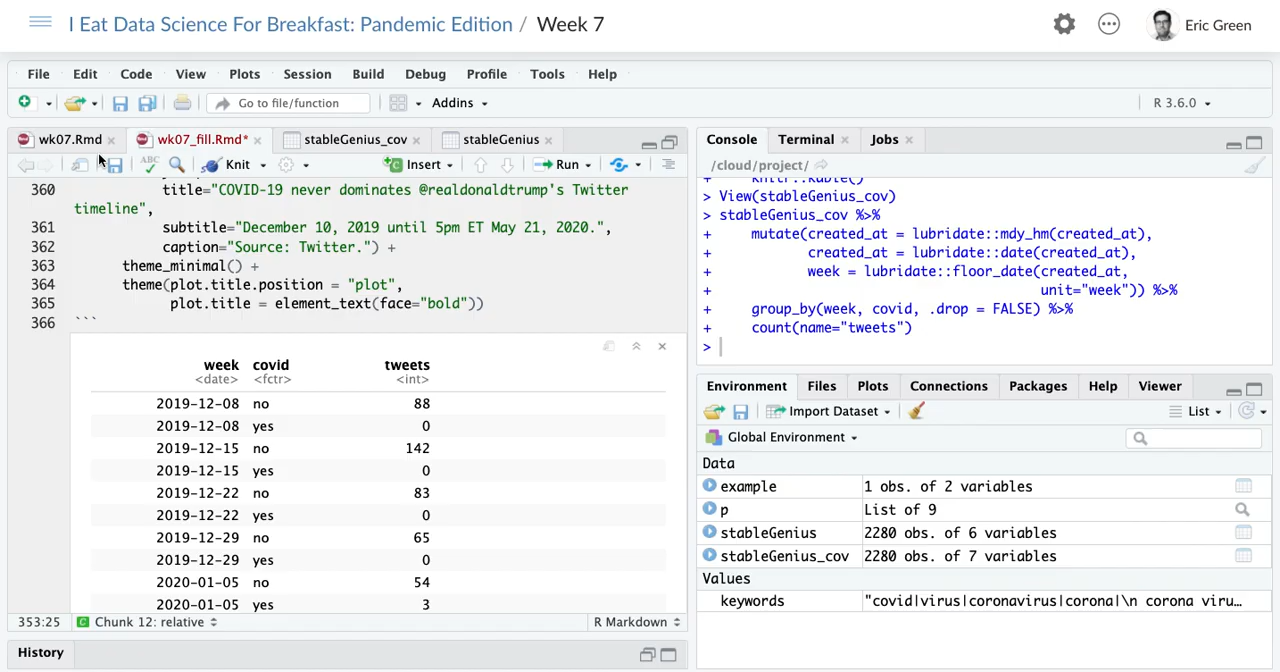 I Eat Data Science For Breakfast: Pandemic Edition / Week 7
Eric Green
File Edit Code View Plots Session Build Debug Profile Tools Help
Go to file/function
Addins
R 3.6.0
wk07.Rmd
wk07_fill.Rmd*
stableGenius_cov
stableGenius
ABC
Knit
Insert
Run
360 title="COVID-19 never dominates @realdonaldtrump's Twitter
timeline",
361 subtitle="December 10, 2019 until 5pm ET May 21, 2020.",
362 caption="Source: Twitter.") +
363 theme_minimal() +
364 theme(plot.title.position = "plot",
365 plot.title = element_text(face="bold"))
366 ```
week covid tweets
<date> <fctr> <int>
2019-12-08 no 88
2019-12-08 yes 0
2019-12-15 no 142
2019-12-15 yes 0
2019-12-22 no 83
2019-12-22 yes 0
2019-12-29 no 65
2019-12-29 yes 0
2020-01-05 no 54
2020-01-05 yes 3
353:25 Chunk 12: relative
R Markdown
History
Console Terminal Jobs
/cloud/project/
+ knitr::kable()
> View(stableGenius_cov)
> stableGenius_cov %>%
+ mutate(created_at = lubridate::mdy_hm(created_at),
+ created_at = lubridate::date(created_at),
+ week = lubridate::floor_date(created_at,
+ unit="week")) %>%
+ group_by(week, covid, .drop = FALSE) %>%
+ count(name="tweets")
>
Environment Files Plots Connections Packages Help Viewer
Import Dataset
List
Global Environment
Data
example 1 obs. of 2 variables
p List of 9
stableGenius 2280 obs. of 6 variables
stableGenius_cov 2280 obs. of 7 variables
Values
keywords "covid|virus|coronavirus|corona|\n corona viru…